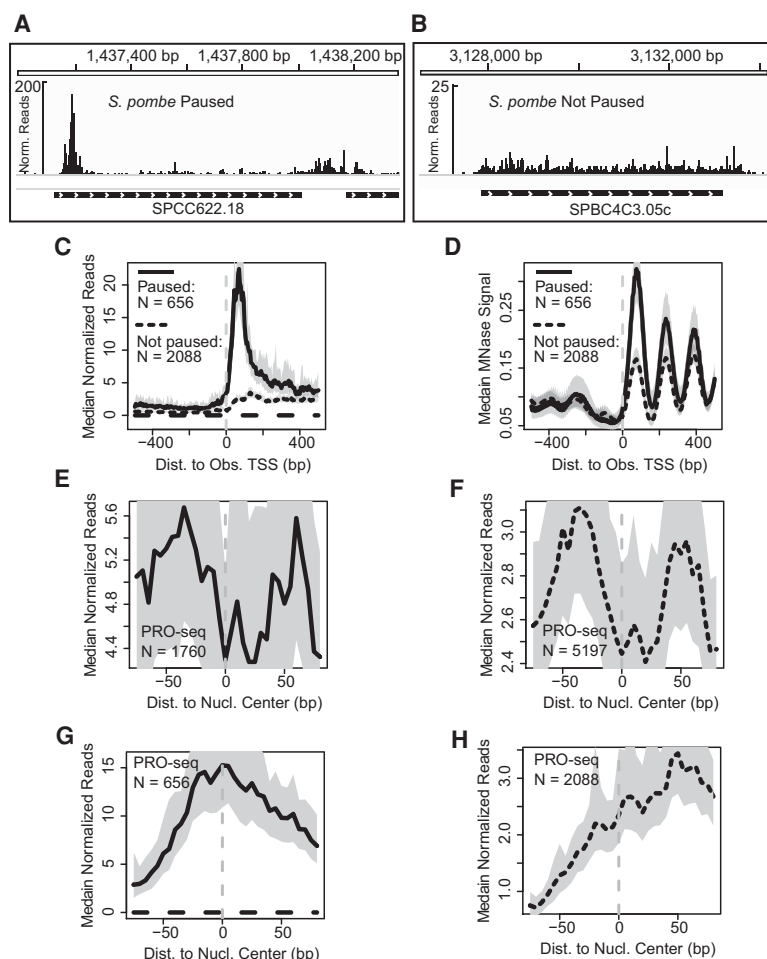 A
1,437,400 bp 1,437,800 bp 1,438,200 bp
200
Norm. Reads
S. pombe Paused
SPCC622.18
B
3,128,000 bp 3,132,000 bp
25
Norm. Reads
S. pombe Not Paused
SPBC4C3.05c
C
Median Normalized Reads
0 5 10 15 20
Paused:
N = 656
Not paused:
N = 2088
−400 0 400
Dist. to Obs. TSS (bp)
D
Medain MNase Signal
0.05 0.15 0.25
Paused:
N = 656
Not paused:
N = 2088
−400 0 400
Dist. to Obs. TSS (bp)
E
Median Normalized Reads
4.4 4.8 5.2 5.6
PRO-seq
N = 1760
−50 0 50
Dist. to Nucl. Center (bp)
F
Median Normalized Reads
2.4 2.6 2.8 3.0
PRO-seq
N = 5197
−50 0 50
Dist. to Nucl. Center (bp)
G
Medain Normalized Reads
0 5 10 15
PRO-seq
N = 656
−50 0 50
Dist. to Nucl. Center (bp)
H
Medain Normalized Reads
1.0 2.0 3.0
PRO-seq
N = 2088
−50 0 50
Dist. to Nucl. Center (bp)